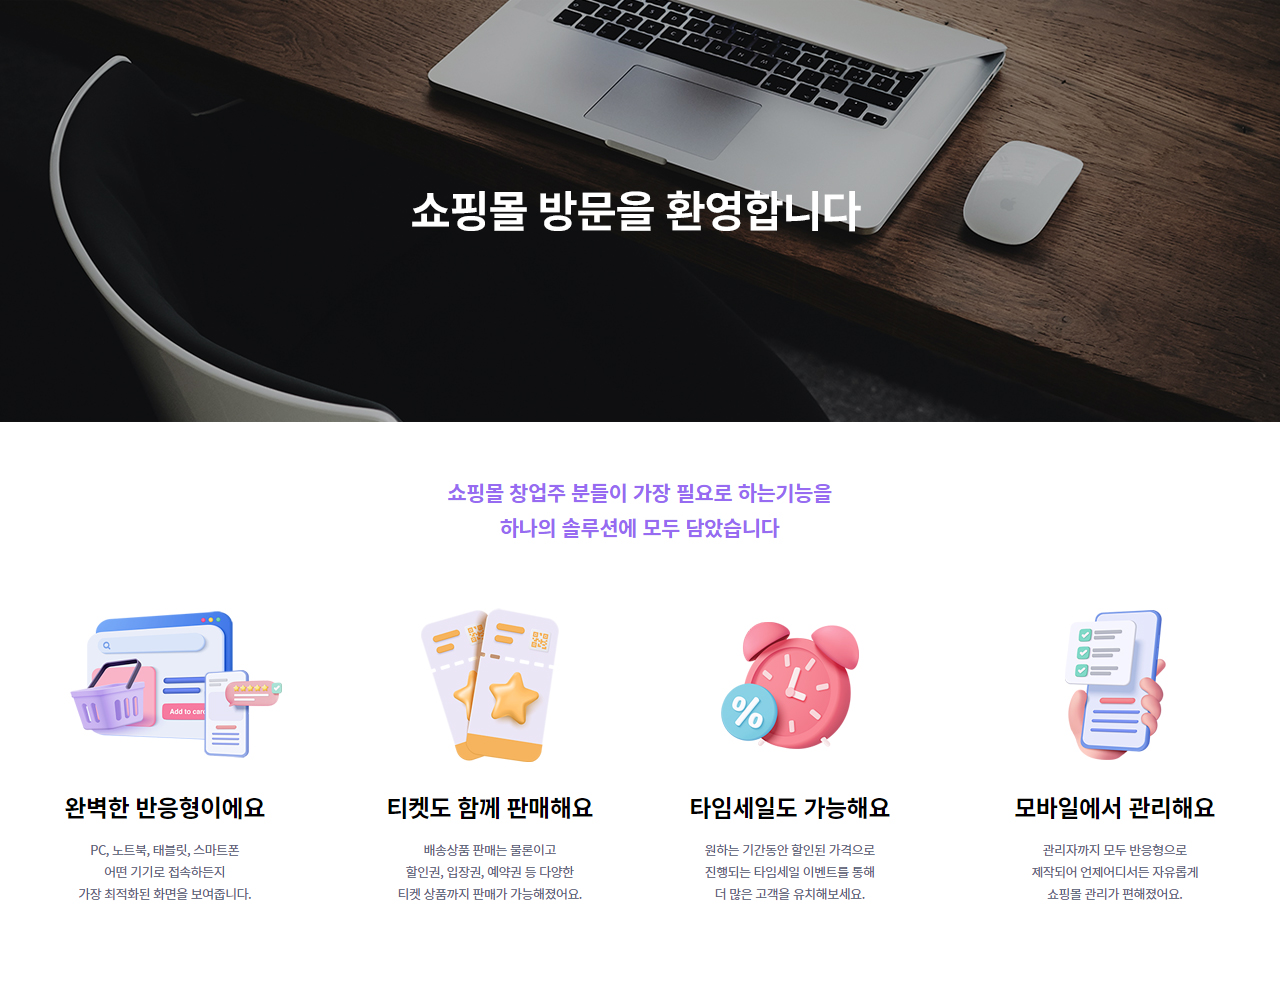 쇼핑몰 방문을 환영합니다
쇼핑몰 창업주 분들이 가장 필요로 하는기능을
하나의 솔루션에 모두 담았습니다
Add to card
%
완벽한 반응형이에요
PC, 노트북, 태블릿, 스마트폰
어떤 기기로 접속하든지
가장 최적화된 화면을 보여줍니다.
티켓도 함께 판매해요
배송상품 판매는 물론이고
할인권, 입장권, 예약권 등 다양한
티켓 상품까지 판매가 가능해졌어요.
타임세일도 가능해요
원하는 기간동안 할인된 가격으로
진행되는 타임세일 이벤트를 통해
더 많은 고객을 유치해보세요.
모바일에서 관리해요
관리자까지 모두 반응형으로
제작되어 언제어디서든 자유롭게
쇼핑몰 관리가 편해졌어요.